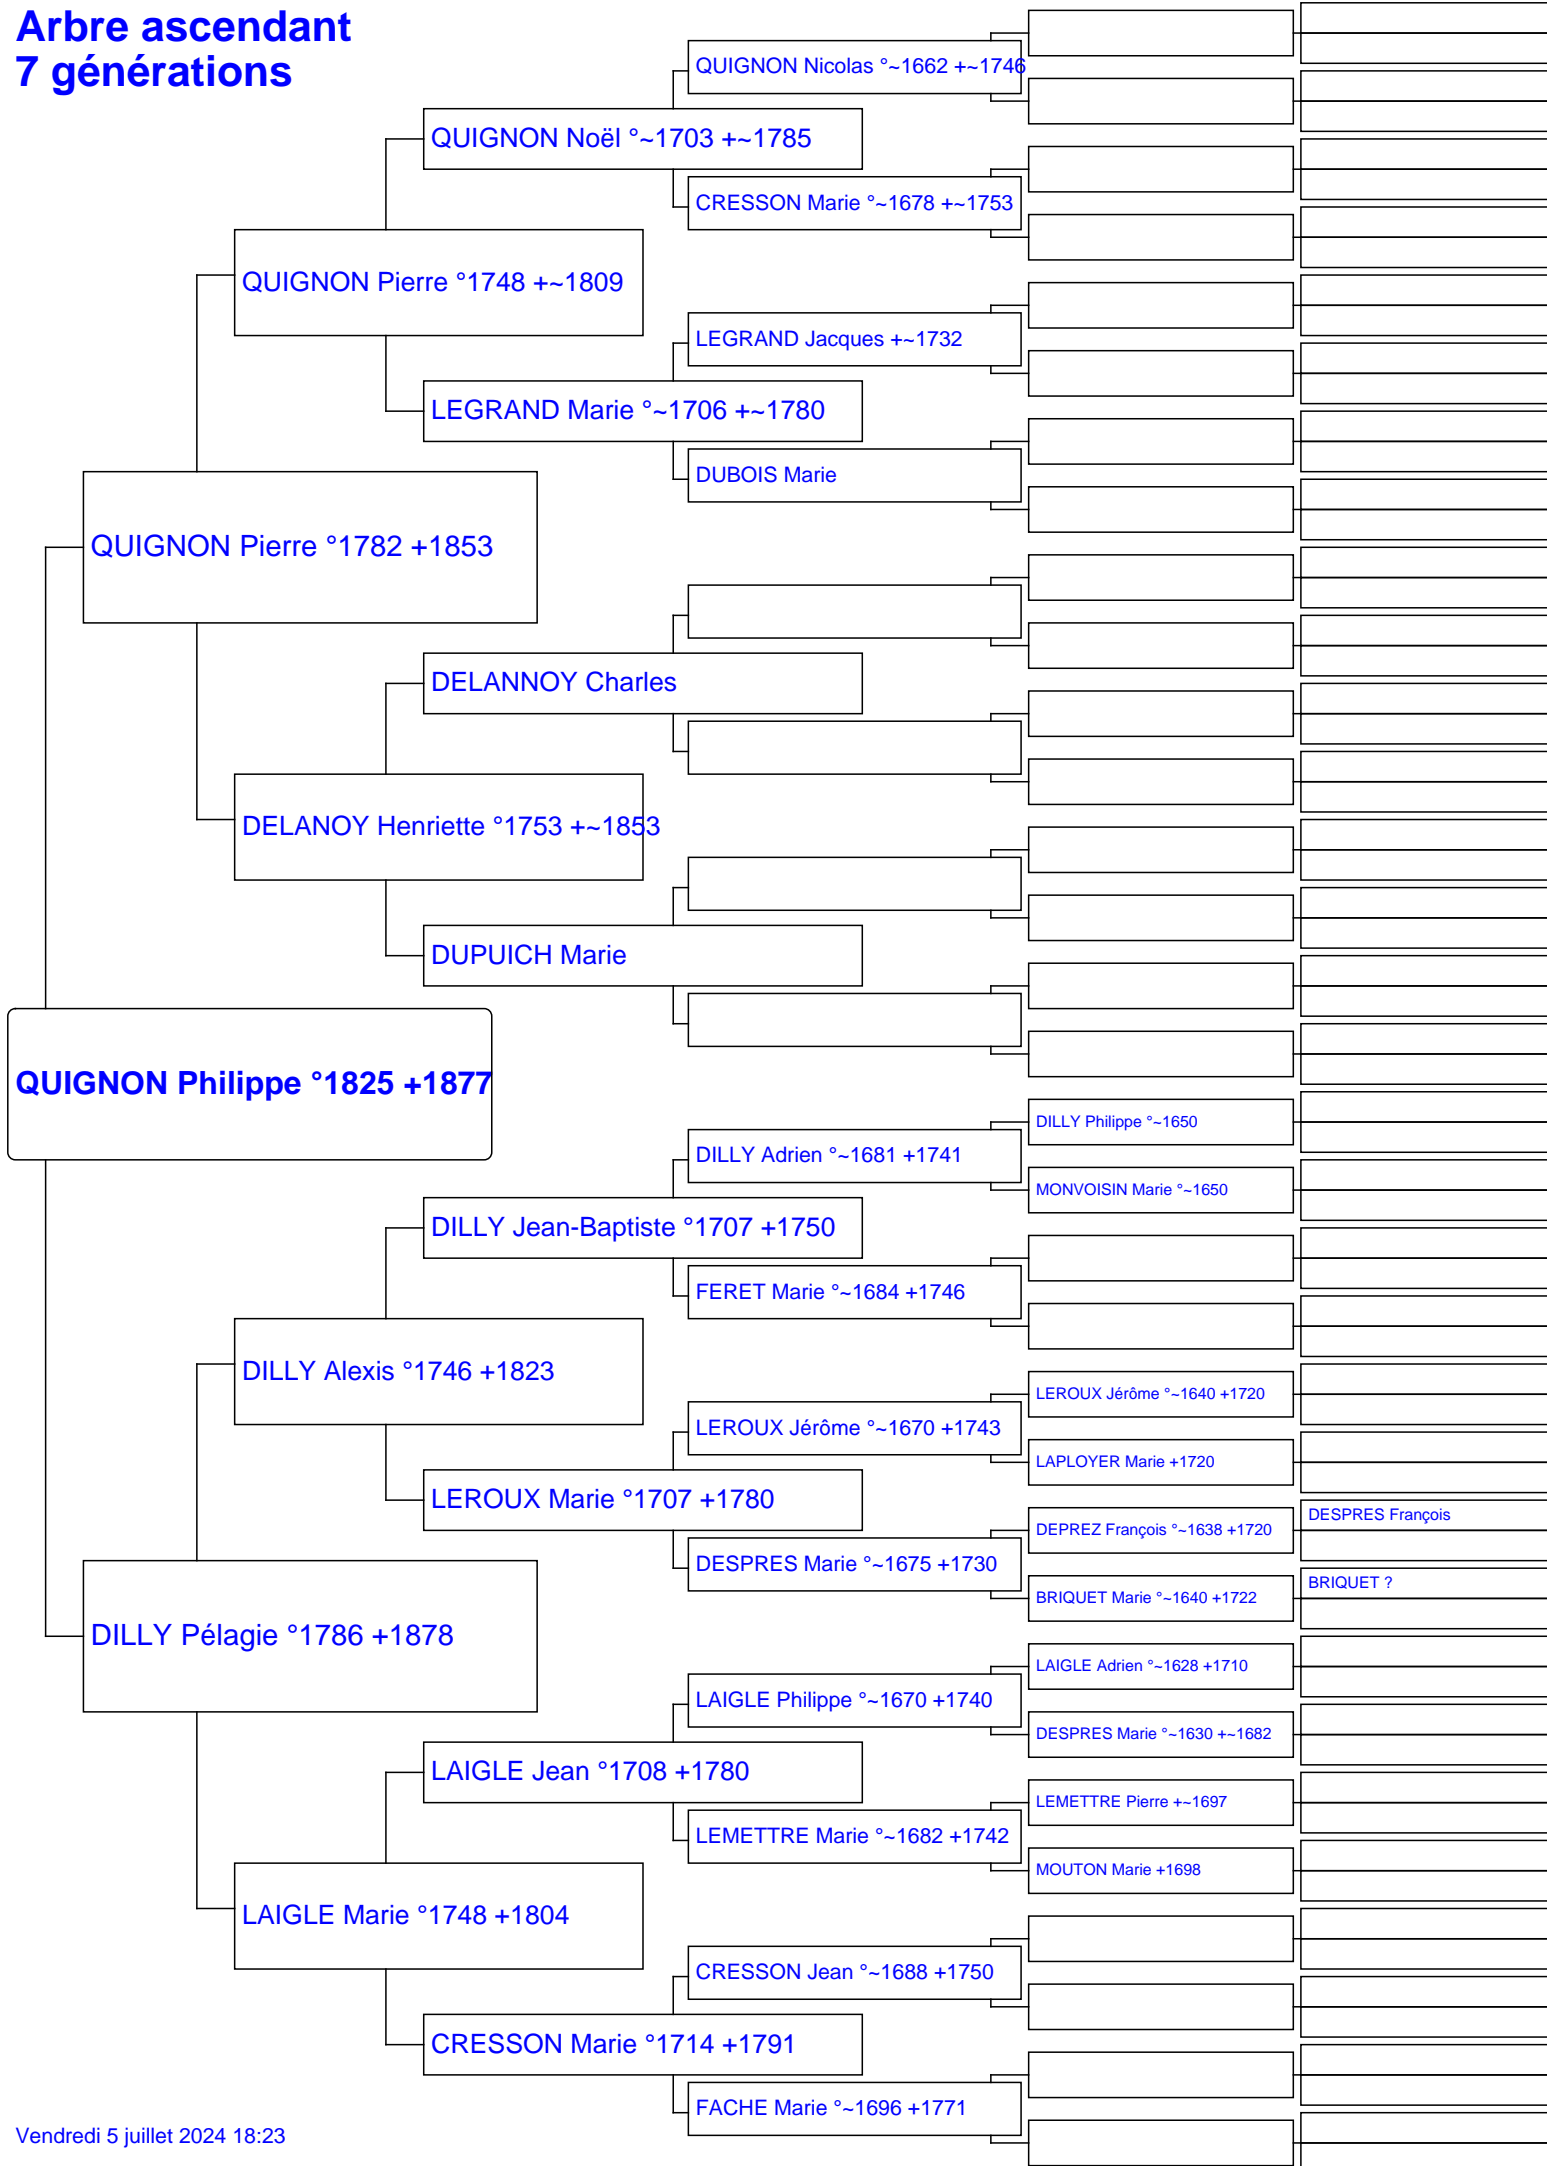 Arbre ascendant
7 générations
QUIGNON Nicolas °~1662 +~1746
QUIGNON Noël °~1703 +~1785
CRESSON Marie °~1678 +~1753
QUIGNON Pierre °1748 +~1809
LEGRAND Jacques +~1732
LEGRAND Marie °~1706 +~1780
DUBOIS Marie
QUIGNON Pierre °1782 +1853
DELANNOY Charles
DELANOY Henriette °1753 +~1853
DUPUICH Marie
QUIGNON Philippe °1825 +1877
DILLY Philippe °~1650
DILLY Adrien °~1681 +1741
MONVOISIN Marie °~1650
DILLY Jean-Baptiste °1707 +1750
FERET Marie °~1684 +1746
DILLY Alexis °1746 +1823
LEROUX Jérôme °~1640 +1720
LEROUX Jérôme °~1670 +1743
LAPLOYER Marie +1720
LEROUX Marie °1707 +1780
DESPRES François
DEPREZ François °~1638 +1720
DESPRES Marie °~1675 +1730
BRIQUET ?
BRIQUET Marie °~1640 +1722
DILLY Pélagie °1786 +1878
LAIGLE Adrien °~1628 +1710
LAIGLE Philippe °~1670 +1740
DESPRES Marie °~1630 +~1682
LAIGLE Jean °1708 +1780
LEMETTRE Pierre +~1697
LEMETTRE Marie °~1682 +1742
MOUTON Marie +1698
LAIGLE Marie °1748 +1804
CRESSON Jean °~1688 +1750
CRESSON Marie °1714 +1791
FACHE Marie °~1696 +1771
Vendredi 5 juillet 2024 18:23